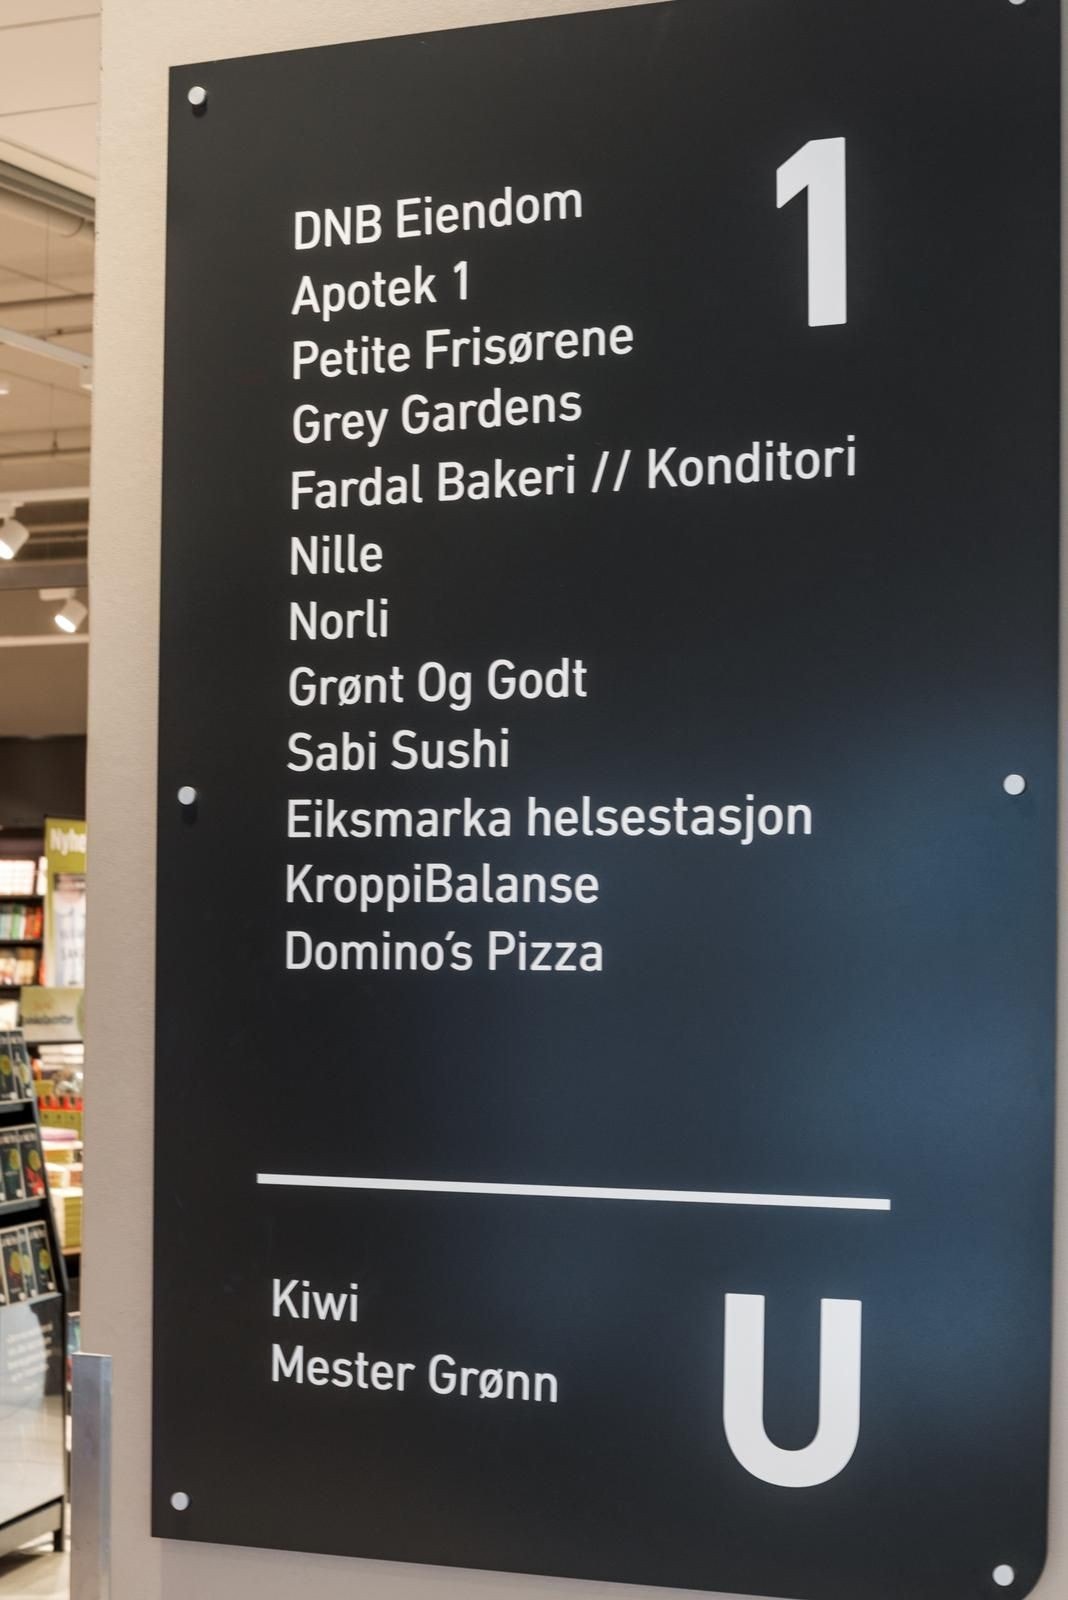 DNB Eiendom
1
Apotek 1
Petite Frisørene
Grey Gardens
Fardal Bakeri // Konditori
Nille
Norli
Grønt Og Godt
Sabi Sushi
Eiksmarka helsestasjon
KroppiBalanse
Domino's Pizza
Kiwi
Mester Grønn
U